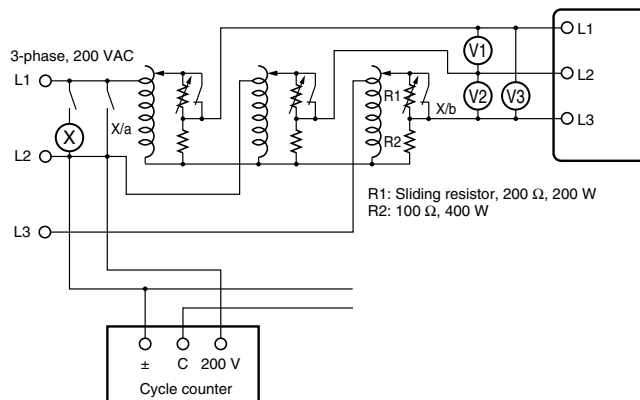 3-phase, 200 VAC
L1
X
X/a
L2
L3
R1
R2
X/b
V1
V2
V3
L1
L2
L3
R1: Sliding resistor, 200 Ω, 200 W
R2: 100 Ω, 400 W
± C 200 V
Cycle counter